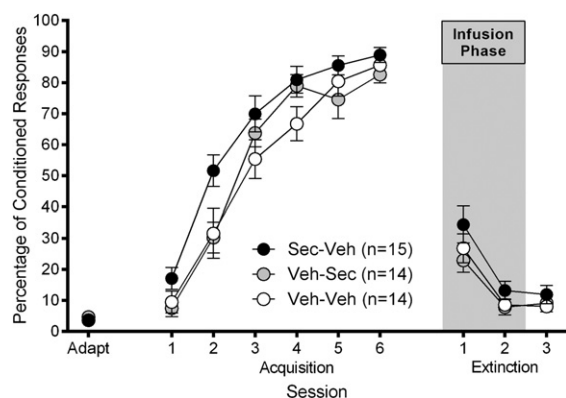 Percentage of Conditioned Responses
100
90
80
70
60
50
40
30
20
10
0
Infusion
Phase
Sec-Veh (n=15)
Veh-Sec (n=14)
Veh-Veh (n=14)
Adapt 1 2 3 4 5 6 1 2 3
Acquisition Extinction
Session